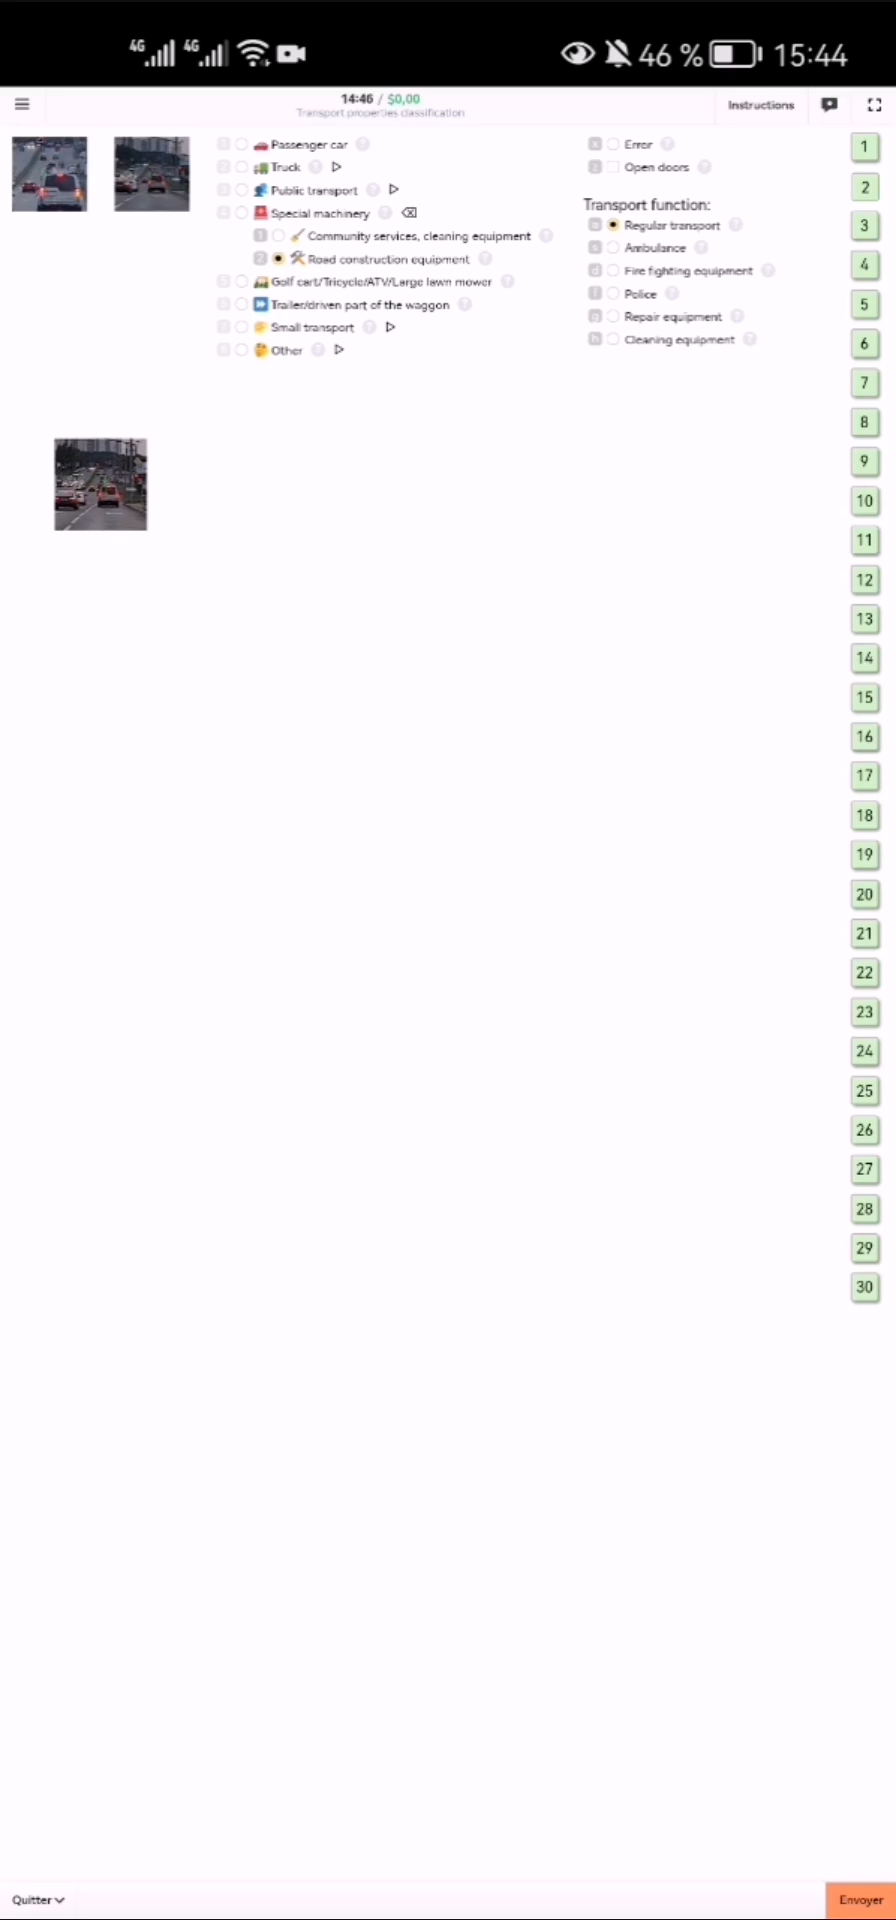 4G 4G 46 % 15:44
14:46 / $0,00
Transport properties classification
Instructions
Passenger car
Truck
Public transport
Special machinery
1 Community services, cleaning equipment
2 Road construction equipment
Golf cart/Tricycle/ATV/Large lawn mower
Trailer/driven part of the waggon
Small transport
Other
Error
Open doors
Transport function:
Regular transport
Ambulance
Fire fighting equipment
Police
Repair equipment
Cleaning equipment
1
2
3
4
5
6
7
8
9
10
11
12
13
14
15
16
17
18
19
20
21
22
23
24
25
26
27
28
29
30
Quitter
Envoyer